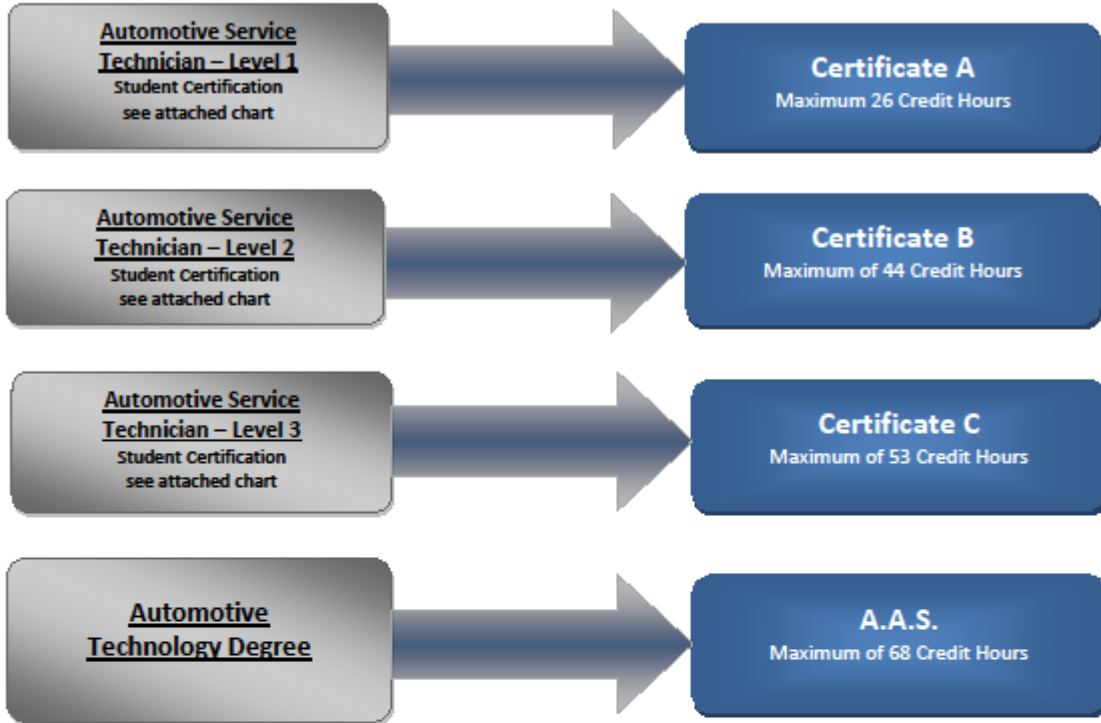 Automotive Service
Technician – Level 1
Student Certification
see attached chart
Certificate A
Maximum 26 Credit Hours
Automotive Service
Technician – Level 2
Student Certification
see attached chart
Certificate B
Maximum of 44 Credit Hours
Automotive Service
Technician – Level 3
Student Certification
see attached chart
Certificate C
Maximum of 53 Credit Hours
Automotive
Technology Degree
A.A.S.
Maximum of 68 Credit Hours